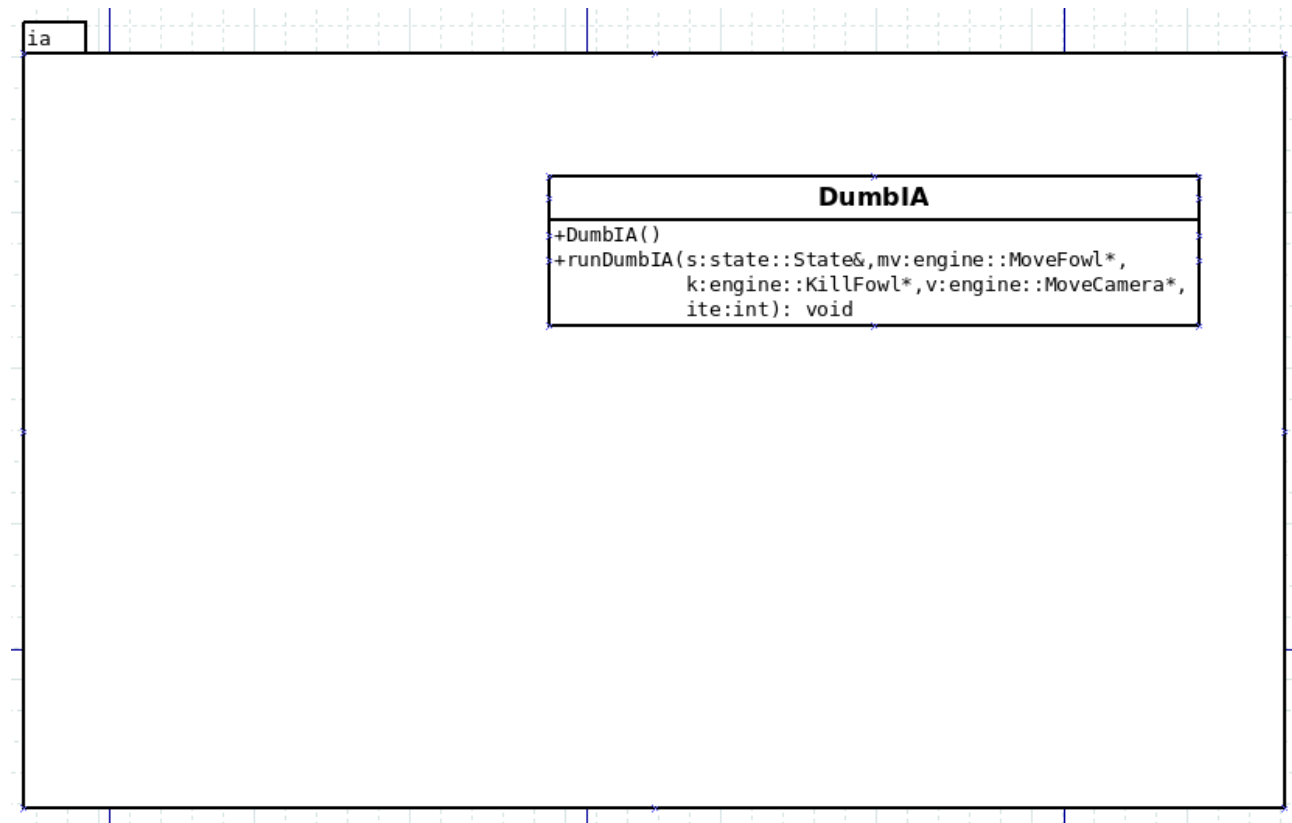 ia
DumbIA
+DumbIA()
+runDumbIA(s:state::State&,mv:engine::MoveFowl*,
k:engine::KillFowl*,v:engine::MoveCamera*,
ite:int): void